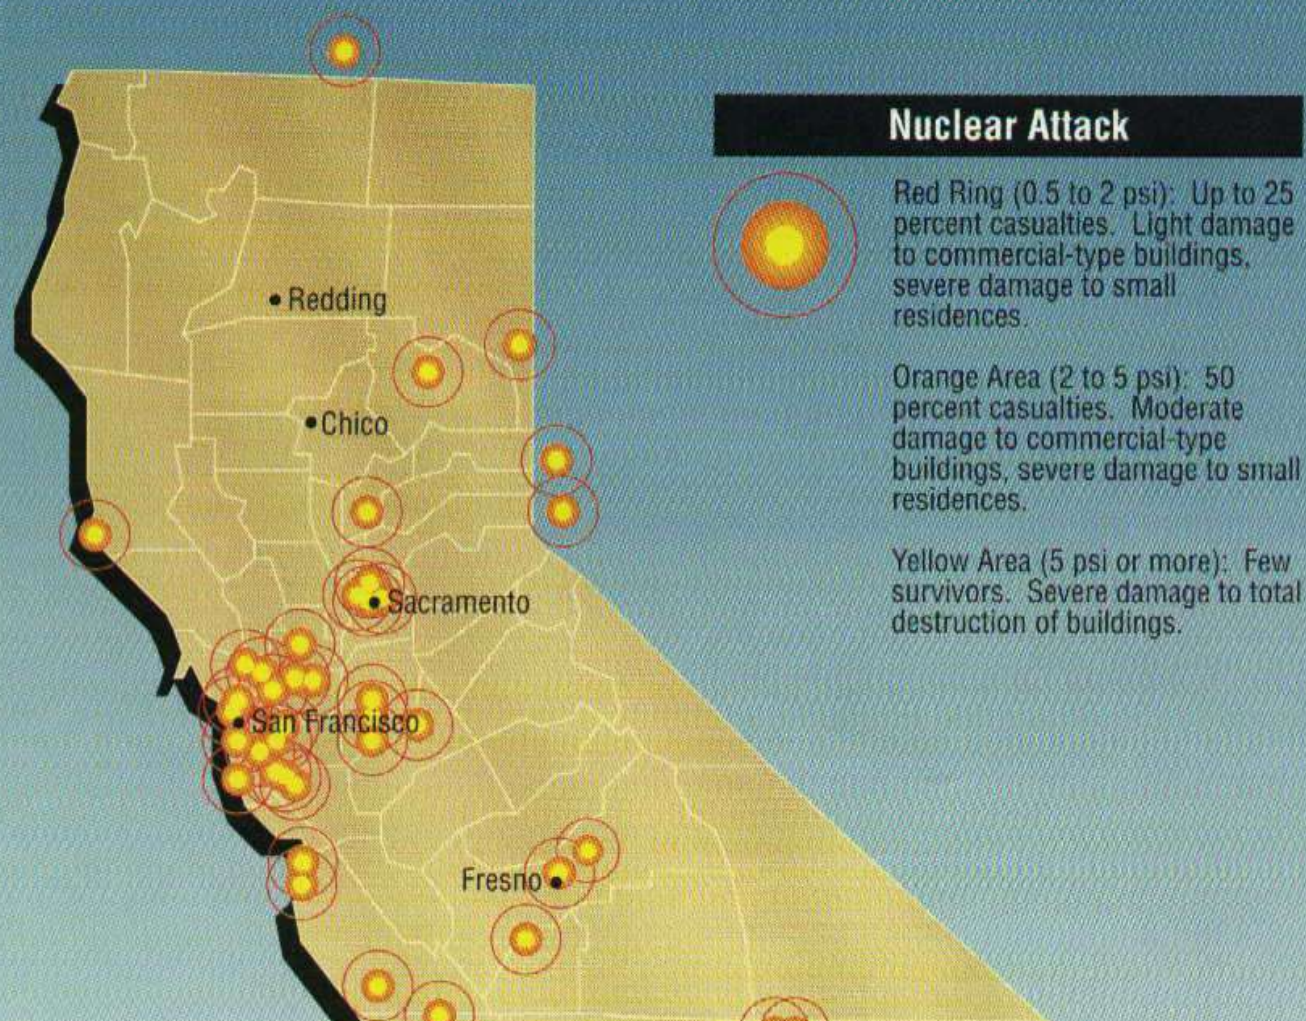 Nuclear Attack
Red Ring (0.5 to 2 psi): Up to 25
percent casualties. Light damage
to commercial-type buildings,
severe damage to small
residences.
Orange Area (2 to 5 psi): 50
percent casualties. Moderate
damage to commercial-type
buildings, severe damage to small
residences.
Yellow Area (5 psi or more): Few
survivors. Severe damage to total
destruction of buildings.
Redding
Chico
Sacramento
San Francisco
Fresno